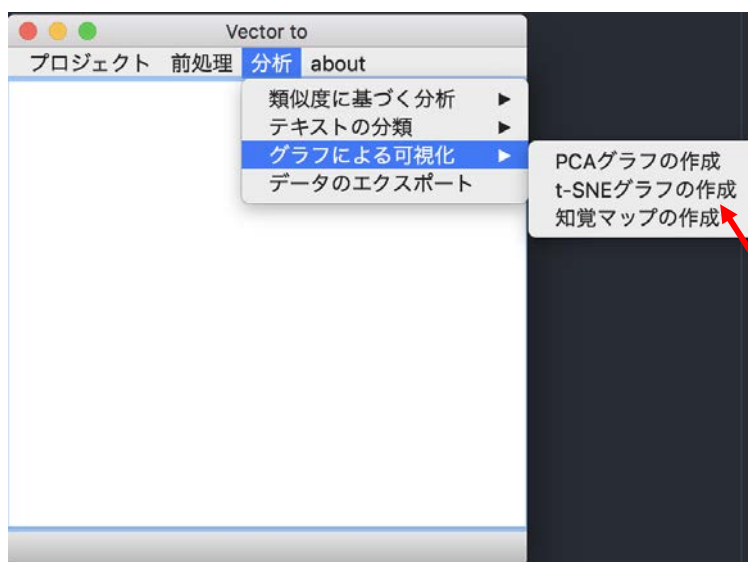 Vector to
プロジェクト 前処理 分析 about
類似度に基づく分析
テキストの分類
グラフによる可視化
データのエクスポート
PCAグラフの作成
t-SNEグラフの作成
知覚マップの作成